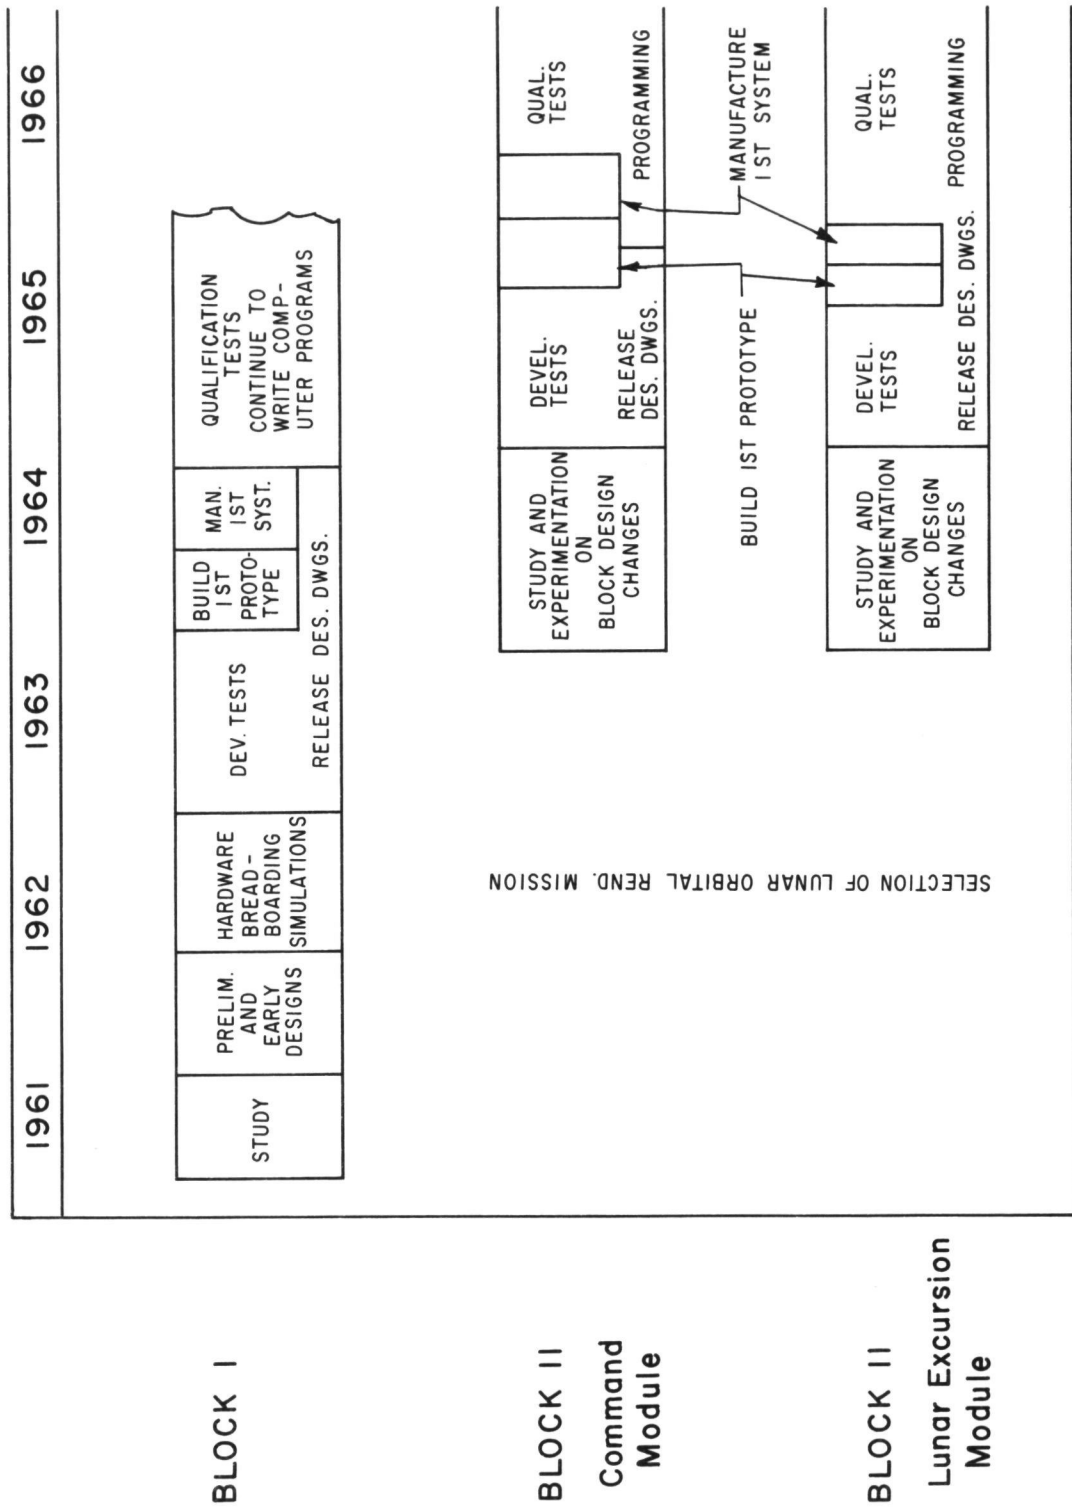 1961 1962 1963 1964 1965 1966
BLOCK I
STUDY
PRELIM.
AND
EARLY
DESIGNS
HARDWARE
BREAD-
BOARDING
SIMULATIONS
DEV. TESTS
RELEASE DES. DWGS.
BUILD
IST
PROTO-
TYPE
MAN.
IST
SYST.
QUALIFICATION
TESTS
CONTINUE TO
WRITE COMP-
UTER PROGRAMS
BLOCK II
Command
Module
STUDY AND
EXPERIMENTATION
ON
BLOCK DESIGN
CHANGES
DEVEL.
TESTS
RELEASE
DES. DWGS.
QUAL.
TESTS
PROGRAMMING
SELECTION OF LUNAR ORBITAL REND. MISSION
BUILD IST PROTOTYPE
MANUFACTURE
IST SYSTEM
BLOCK II
Lunar Excursion
Module
STUDY AND
EXPERIMENTATION
ON
BLOCK DESIGN
CHANGES
DEVEL.
TESTS
RELEASE DES. DWGS.
QUAL.
TESTS
PROGRAMMING